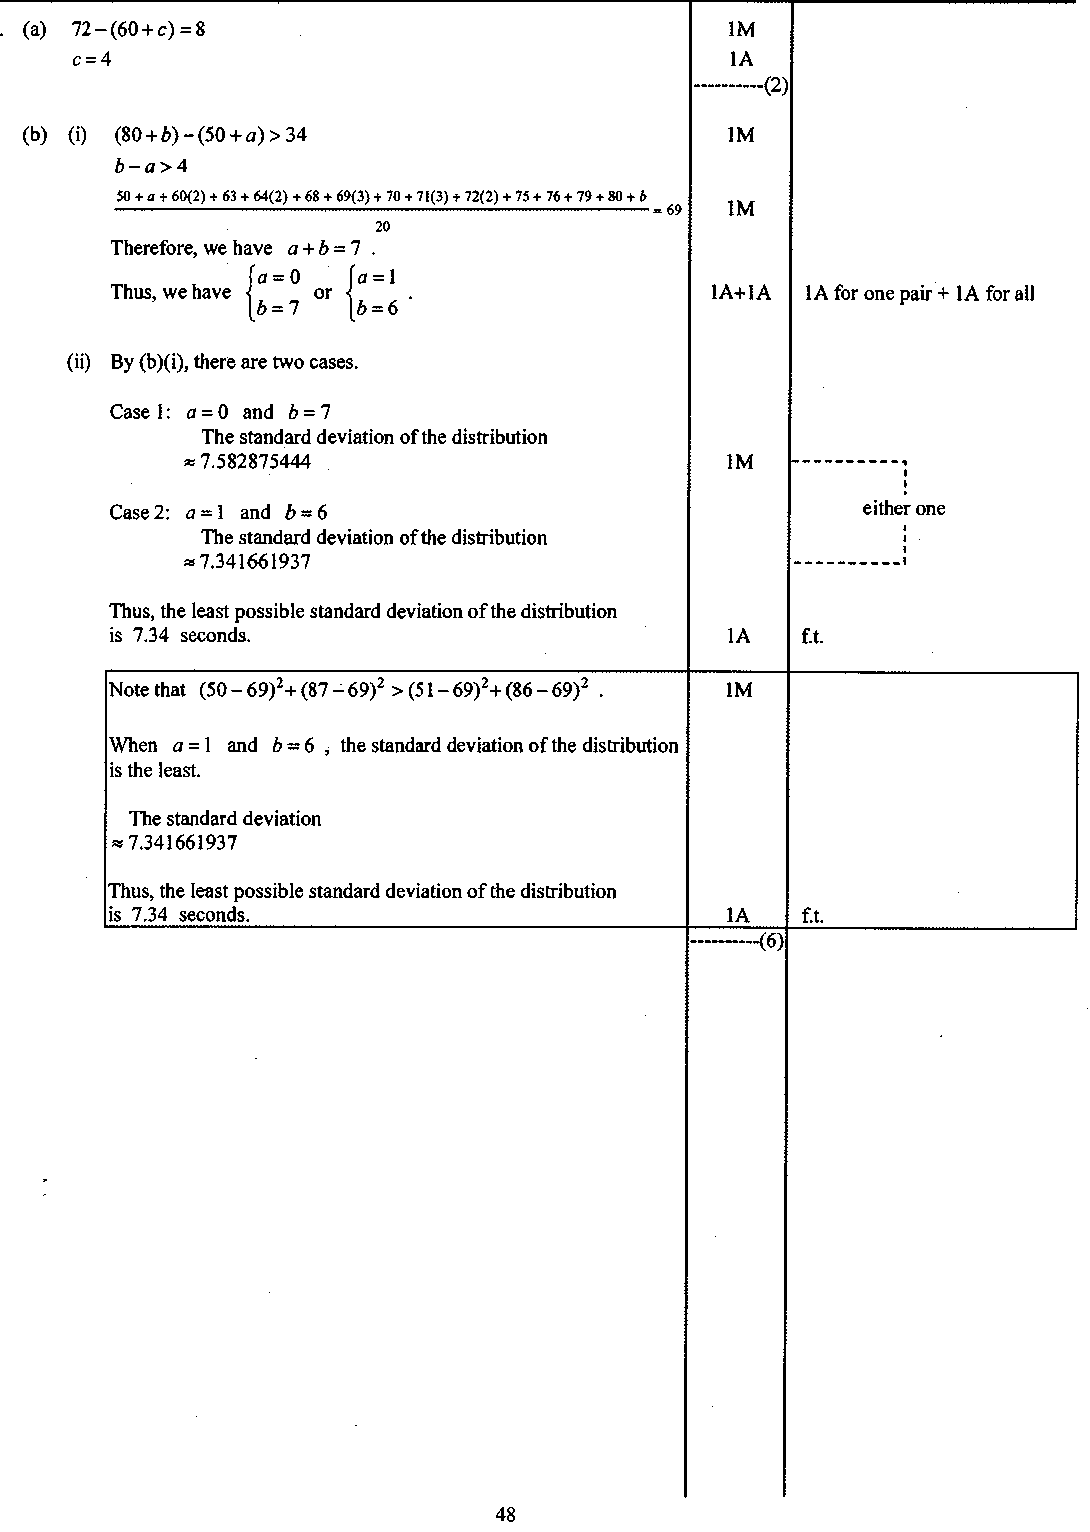 . (a) 72 − (60 + c) = 8 1M
c = 4 1A
-----------(2)
(b) (i) (80 + b) − (50 + a) > 34 1M
b − a > 4
50 + a + 60(2) + 63 + 64(2) + 68 + 69(3) + 70 + 71(3) + 72(2) + 75 + 76 + 79 + 80 + b = 69 1M
20
Therefore, we have a + b = 7 .
Thus, we have { a = 0 or { a = 1 . 1A+1A 1A for one pair + 1A for all
b = 7 b = 6
(ii) By (b)(i), there are two cases.
Case 1: a = 0 and b = 7
The standard deviation of the distribution
≈ 7.582875444 1M
Case 2: a = 1 and b = 6 either one
The standard deviation of the distribution
≈ 7.341661937
Thus, the least possible standard deviation of the distribution
is 7.34 seconds. 1A f.t.
Note that (50 − 69)² + (87 − 69)² > (51 − 69)² + (86 − 69)² . 1M
When a = 1 and b = 6 , the standard deviation of the distribution
is the least.
The standard deviation
≈ 7.341661937
Thus, the least possible standard deviation of the distribution
is 7.34 seconds. 1A f.t.
-----------(6)
48